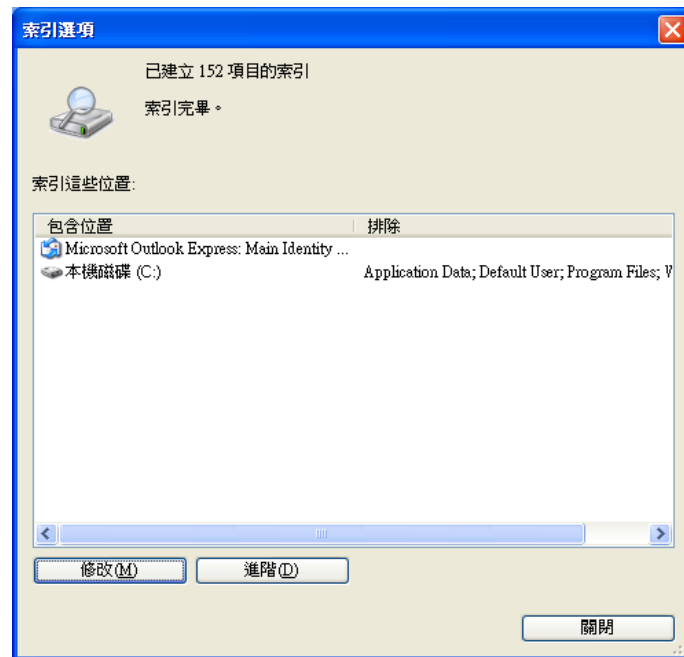 索引選項
已建立 152 項目的索引
索引完畢。
索引這些位置:
包含位置 排除
Microsoft Outlook Express: Main Identity ...
本機磁碟 (C:) Application Data; Default User; Program Files;
修改(M) 進階(D)
關閉